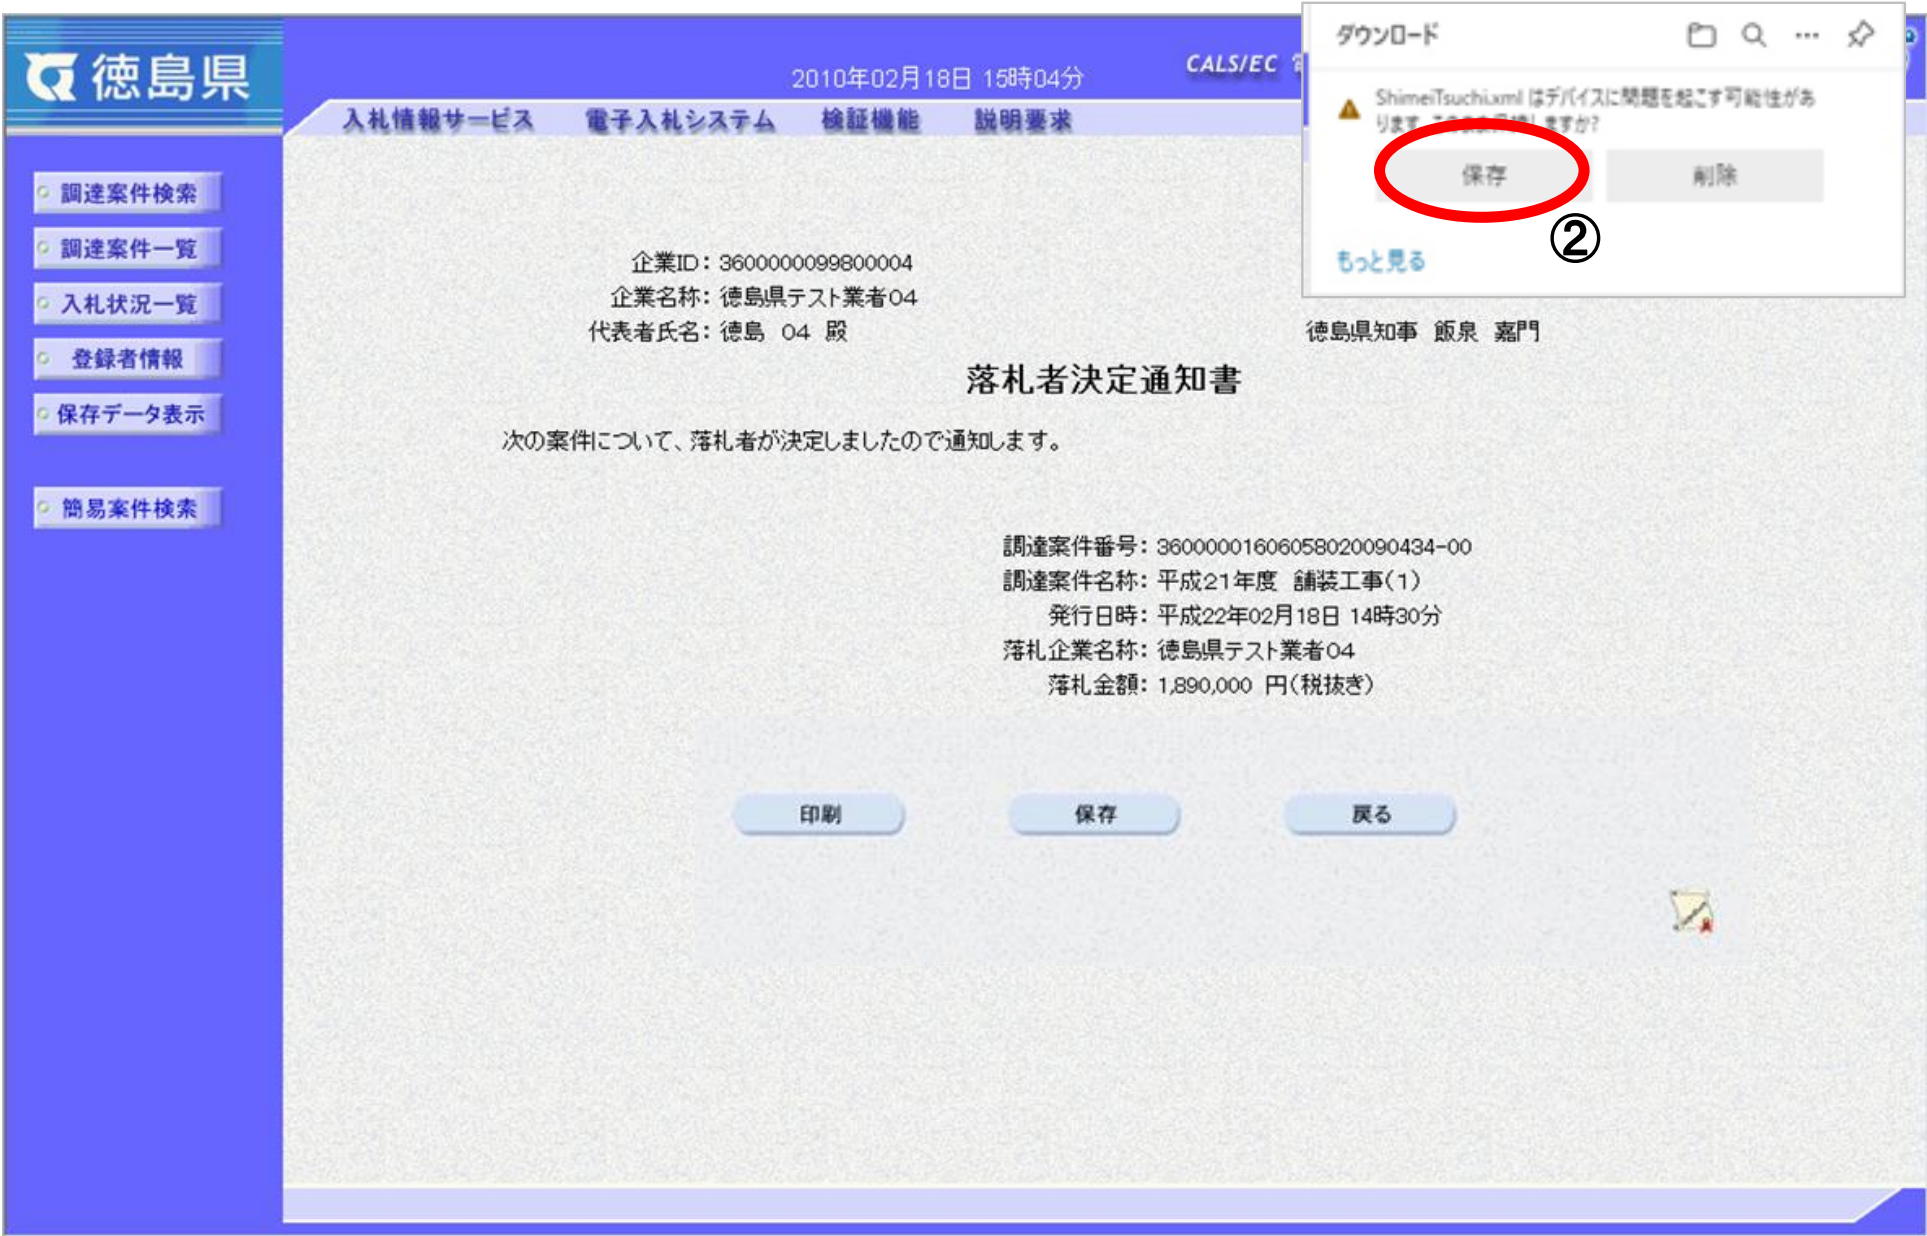 徳島県
2010年02月18日 15時04分
CALS/EC
入札情報サービス 電子入札システム 検証機能 説明要求
ダウンロード
ShimeiTsuchi.xml はデバイスに問題を起こす可能性があ
ります。このまま保存しますか?
保存 削除
②
もっと見る
調達案件検索
調達案件一覧
入札状況一覧
登録者情報
保存データ表示
簡易案件検索
企業ID: 3600000099800004
企業名称: 徳島県テスト業者04
代表者氏名: 徳島 04 殿
徳島県知事 飯泉 嘉門
落札者決定通知書
次の案件について、落札者が決定しましたので通知します。
調達案件番号: 3600000160605802009​0434-00
調達案件名称: 平成21年度 舗装工事(1)
発行日時: 平成22年02月18日 14時30分
落札企業名称: 徳島県テスト業者04
落札金額: 1,890,000 円(税抜き)
印刷 保存 戻る